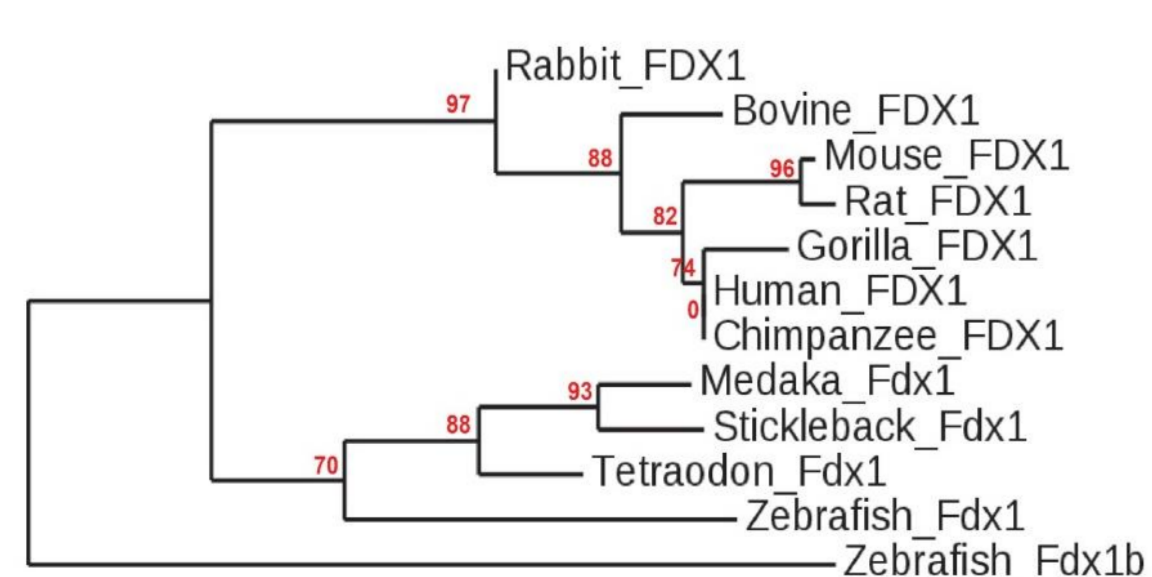 Rabbit_FDX1
97
Bovine_FDX1
88
Mouse_FDX1
96
Rat_FDX1
82
Gorilla_FDX1
74
Human_FDX1
0
Chimpanzee_FDX1
Medaka_Fdx1
93
Stickleback_Fdx1
88
Tetraodon_Fdx1
70
Zebrafish_Fdx1
Zebrafish_Fdx1b